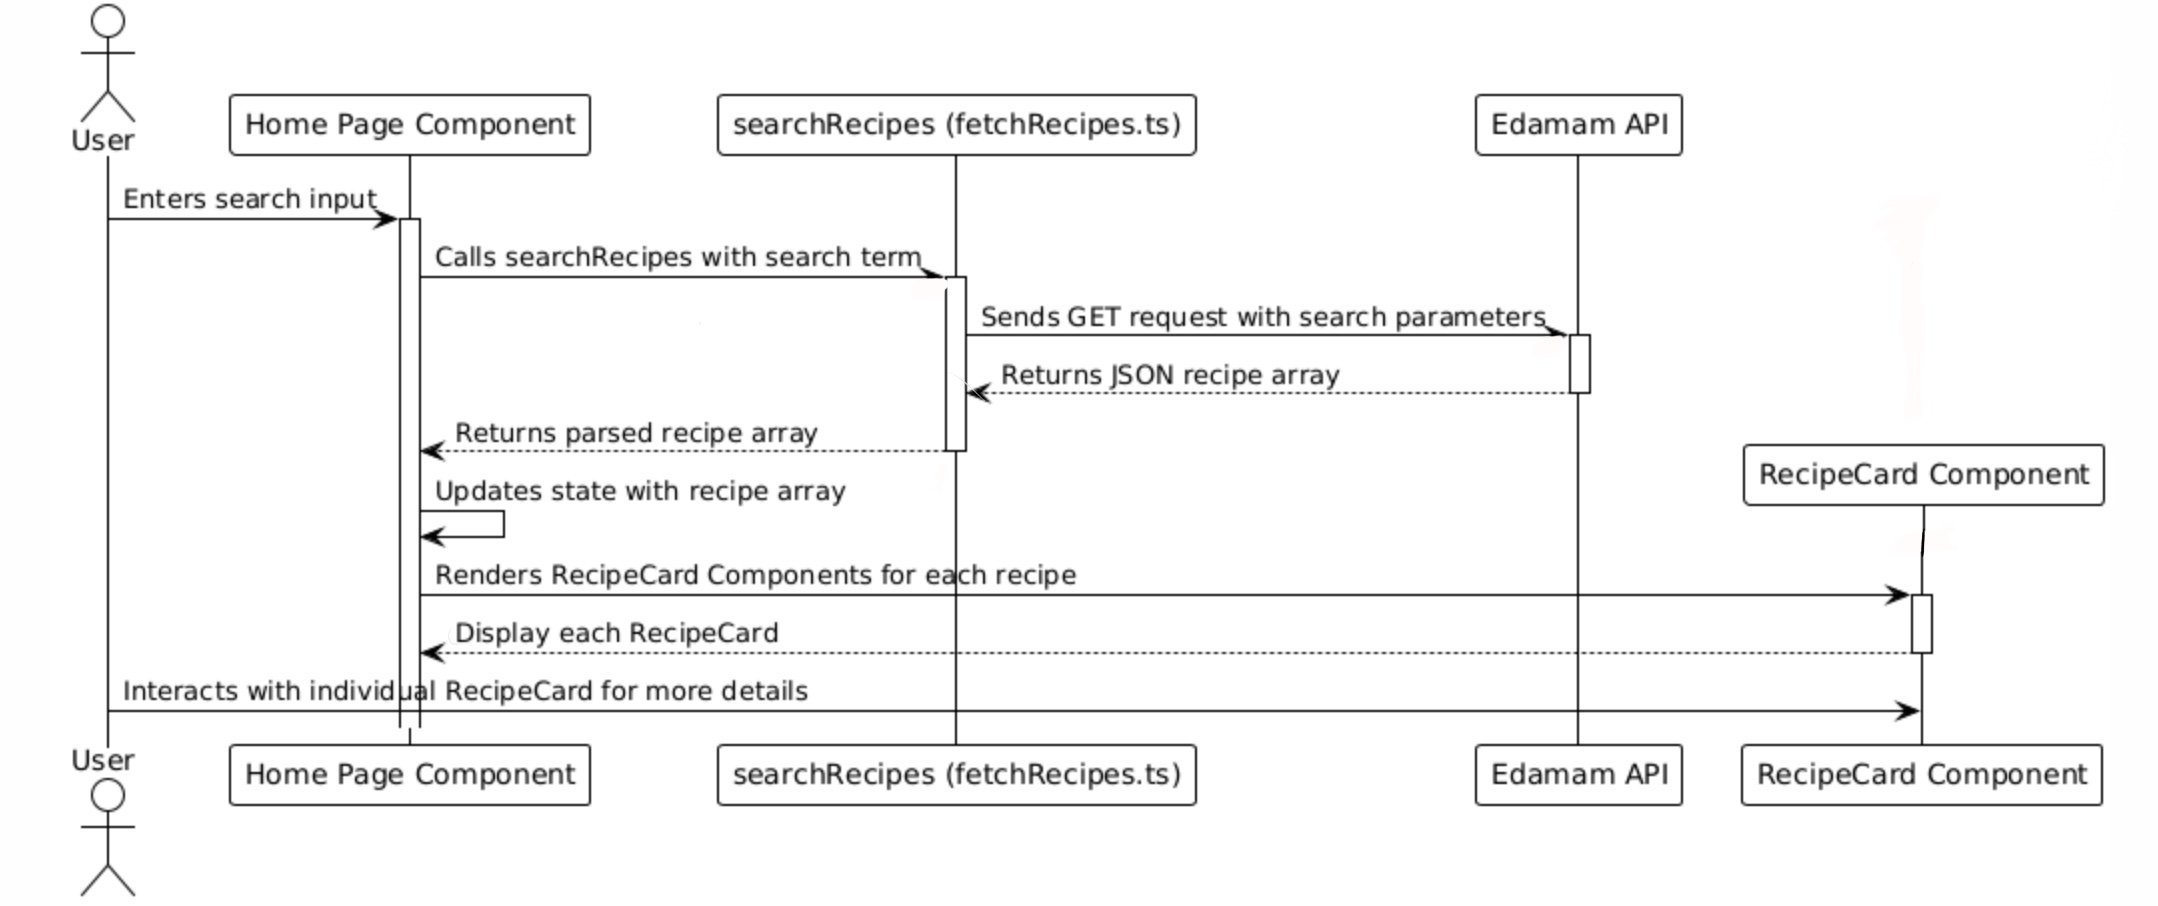 User
Home Page Component
searchRecipes (fetchRecipes.ts)
Edamam API
Enters search input
Calls searchRecipes with search term
Sends GET request with search parameters
Returns JSON recipe array
Returns parsed recipe array
RecipeCard Component
Updates state with recipe array
Renders RecipeCard Components for each recipe
Display each RecipeCard
Interacts with individual RecipeCard for more details
User
Home Page Component
searchRecipes (fetchRecipes.ts)
Edamam API
RecipeCard Component